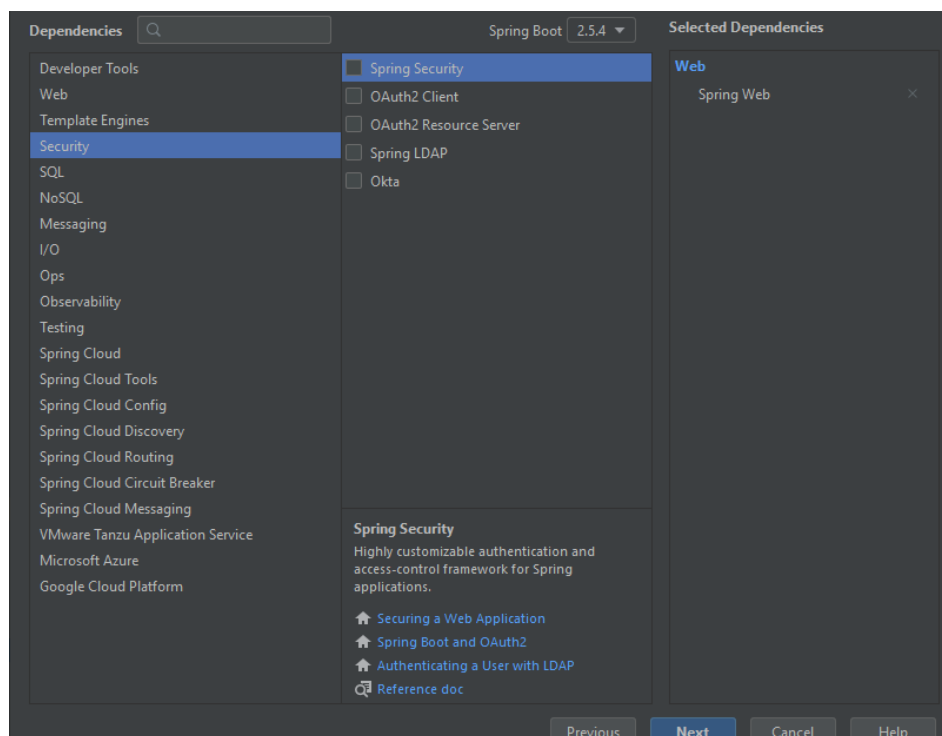 Dependencies
Spring Boot 2.5.4
Selected Dependencies
Developer Tools
Web
Template Engines
Security
SQL
NoSQL
Messaging
I/O
Ops
Observability
Testing
Spring Cloud
Spring Cloud Tools
Spring Cloud Config
Spring Cloud Discovery
Spring Cloud Routing
Spring Cloud Circuit Breaker
Spring Cloud Messaging
VMware Tanzu Application Service
Microsoft Azure
Google Cloud Platform
Spring Security
OAuth2 Client
OAuth2 Resource Server
Spring LDAP
Okta
Spring Security
Highly customizable authentication and
access-control framework for Spring
applications.
Securing a Web Application
Spring Boot and OAuth2
Authenticating a User with LDAP
Reference doc
Web
Spring Web
Previous
Next
Cancel
Help